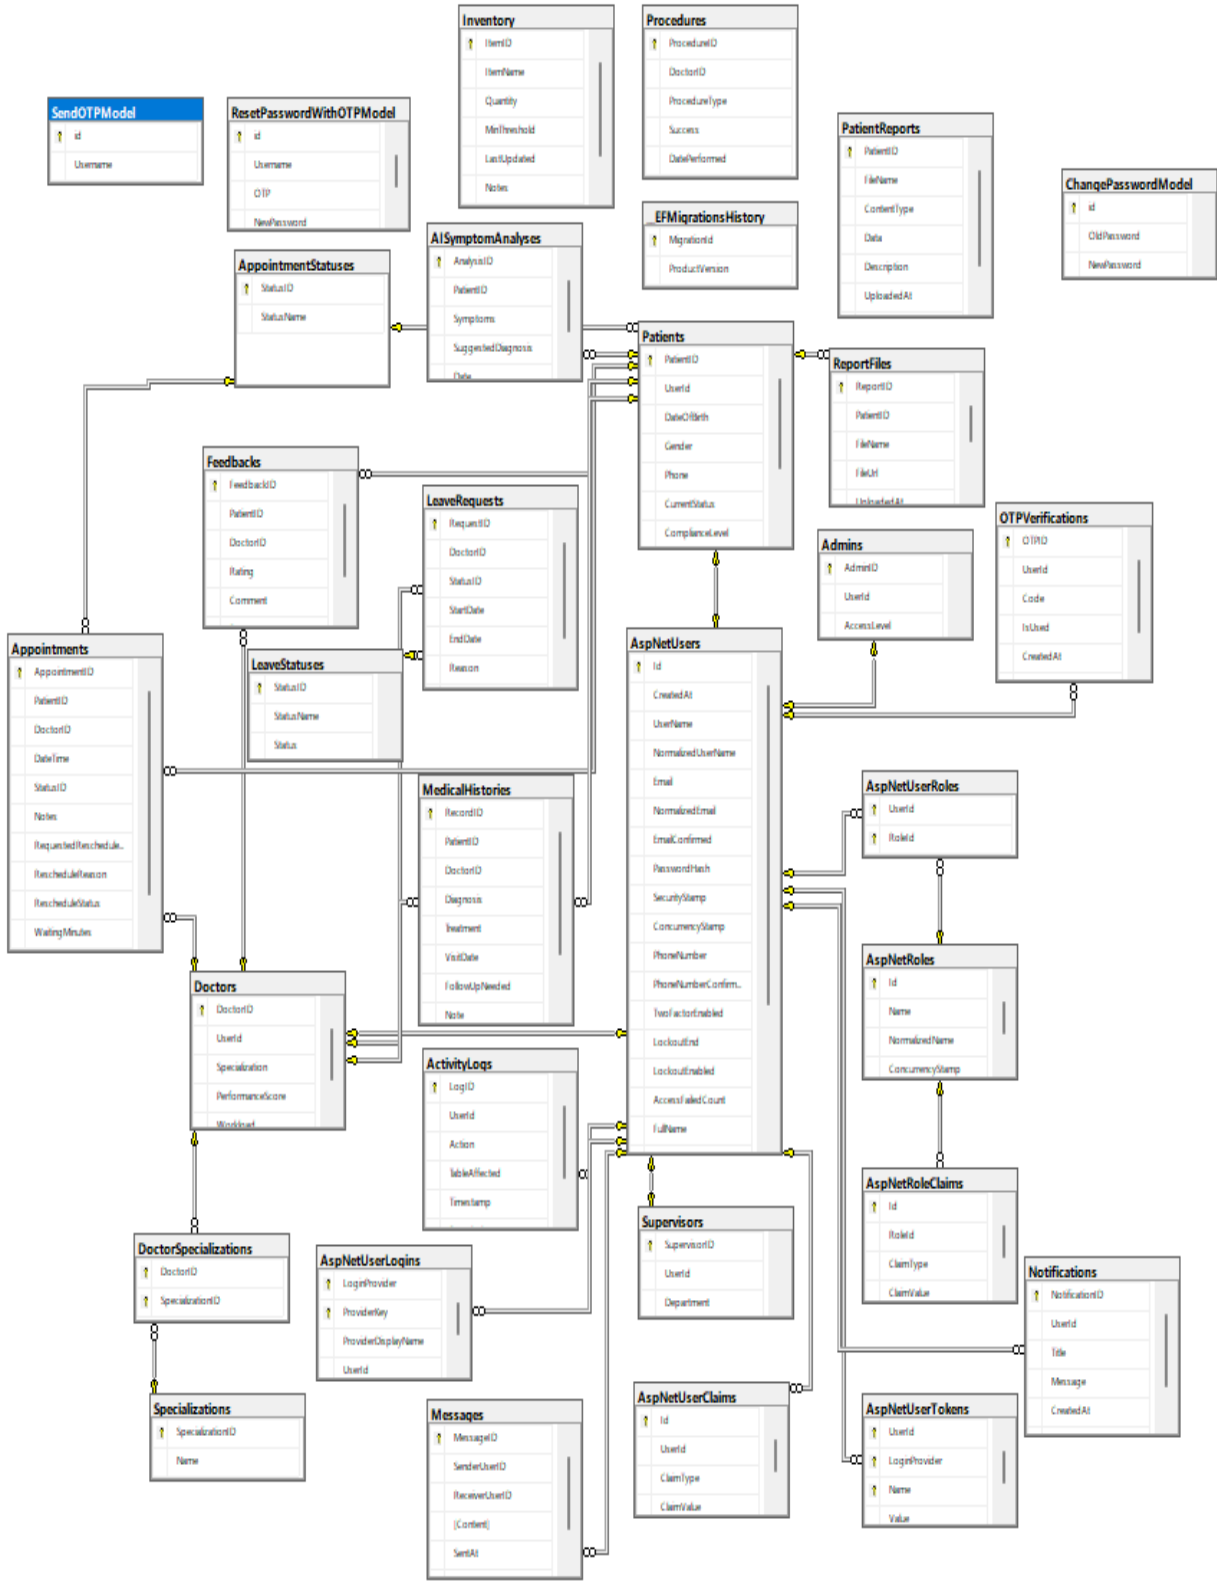 Inventory
ItemID
ItemName
Quantity
MinThreshold
LastUpdated
Notes
Procedures
ProcedureID
DoctorID
ProcedureType
Success
DatePerformed
SendOTPModel
id
Username
ResetPasswordWithOTPModel
id
Username
OTP
NewPassword
PatientReports
PatientID
FileName
ContentType
Data
Description
UploadedAt
ChangePasswordModel
id
OldPassword
NewPassword
__EFMigrationsHistory
MigrationId
ProductVersion
AISymptomAnalyses
AnalysisID
PatientID
Symptoms
SuggestedDiagnosis
Date
AppointmentStatuses
StatusID
StatusName
Patients
PatientID
UserId
DateOfBirth
Gender
Phone
CurrentStatus
ComplianceLevel
ReportFiles
ReportID
PatientID
FileName
FileUrl
UploadedAt
Feedbacks
FeedbackID
PatientID
DoctorID
Rating
Comment
LeaveRequests
RequestID
DoctorID
StatusID
StartDate
EndDate
Reason
OTPVerifications
OTPID
UserId
Code
IsUsed
CreatedAt
Admins
AdminID
UserId
AccessLevel
Appointments
AppointmentID
PatientID
DoctorID
DateTime
StatusID
Notes
RequestedReschedule...
RescheduleReason
RescheduleStatus
WaitingMinutes
LeaveStatuses
StatusID
StatusName
Status
AspNetUsers
Id
CreatedAt
UserName
NormalizedUserName
Email
NormalizedEmail
EmailConfirmed
PasswordHash
SecurityStamp
ConcurrencyStamp
PhoneNumber
PhoneNumberConfirm...
TwoFactorEnabled
LockoutEnd
LockoutEnabled
AccessFailedCount
FullName
MedicalHistories
RecordID
PatientID
DoctorID
Diagnosis
Treatment
VisitDate
FollowUpNeeded
Note
AspNetUserRoles
UserId
RoleId
AspNetRoles
Id
Name
NormalizedName
ConcurrencyStamp
Doctors
DoctorID
UserId
Specialization
PerformanceScore
Workload
ActivityLogs
LogID
UserId
Action
TableAffected
Timestamp
AspNetRoleClaims
Id
RoleId
ClaimType
ClaimValue
Supervisors
SupervisorID
UserId
Department
DoctorSpecializations
DoctorID
SpecializationID
AspNetUserLogins
LoginProvider
ProviderKey
ProviderDisplayName
UserId
Notifications
NotificationID
UserId
Title
Message
CreatedAt
AspNetUserClaims
Id
UserId
ClaimType
ClaimValue
AspNetUserTokens
UserId
LoginProvider
Name
Value
Specializations
SpecializationID
Name
Messages
MessageID
SenderUserID
ReceiverUserID
[Content]
SentAt